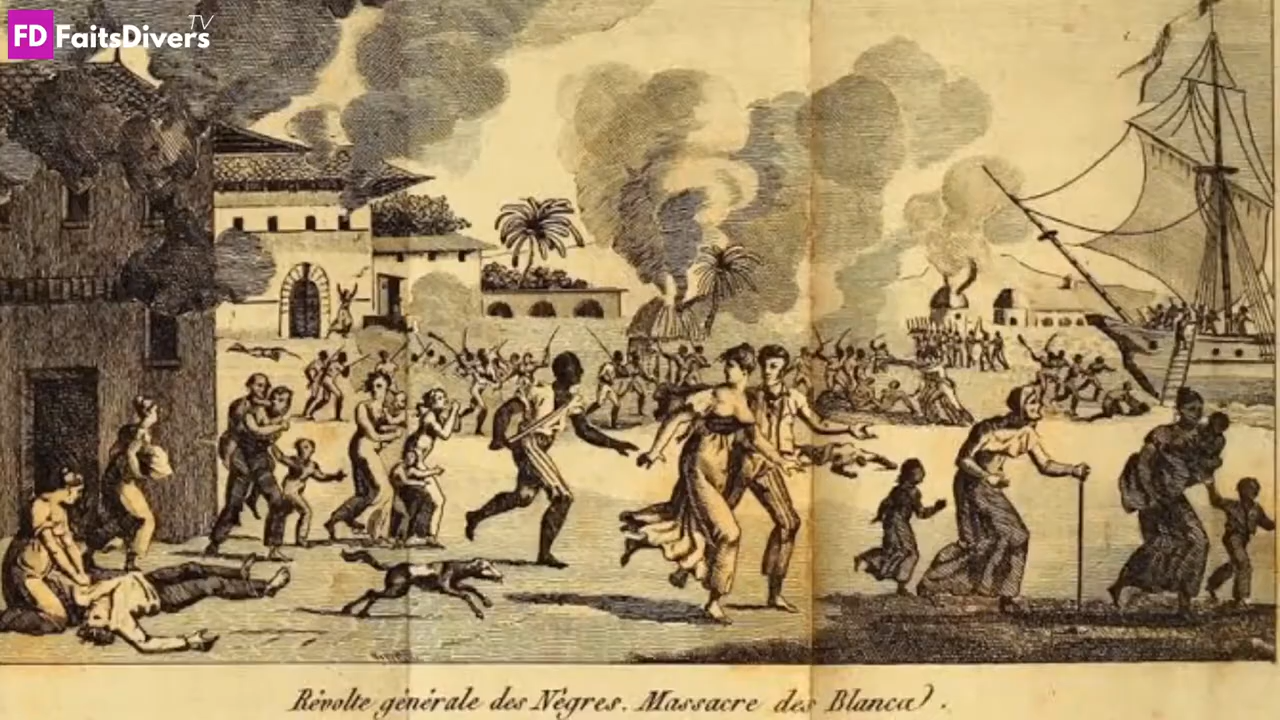 FD FaitsDivers TV
Révolte générale des Nègres. Massacre des Blancs.